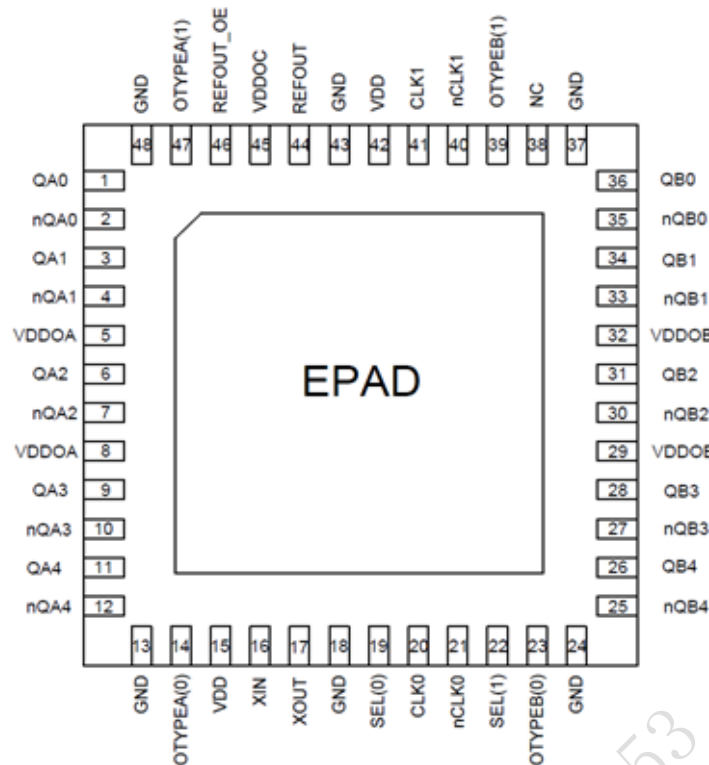 GND OTYPEA(1) REFOUT_OE VDDOC REFOUT GND VDD CLK1 nCLK1 OTYPEB(1) NC GND
48 47 46 45 44 43 42 41 40 39 38 37
QA0 1 36 QB0
nQA0 2 35 nQB0
QA1 3 34 QB1
nQA1 4 33 nQB1
VDDOA 5 32 VDDOB
QA2 6 31 QB2
nQA2 7 30 nQB2
EPAD
VDDOA 8 29 VDDOB
QA3 9 28 QB3
nQA3 10 27 nQB3
QA4 11 26 QB4
nQA4 12 25 nQB4
13 14 15 16 17 18 19 20 21 22 23 24
GND OTYPEA(0) VDD XIN XOUT GND SEL(0) CLK0 nCLK0 SEL(1) OTYPEB(0) GND
53